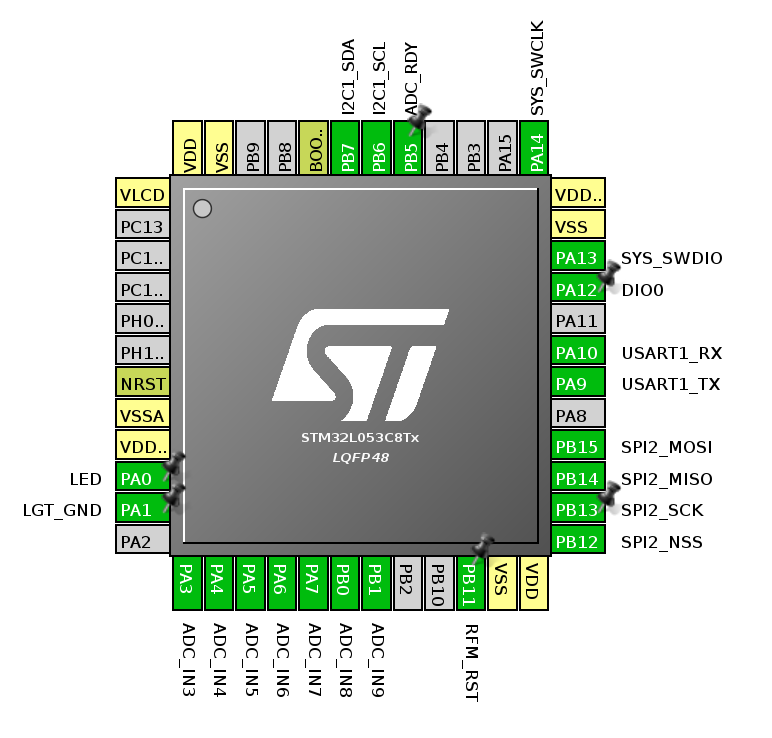 I2C1_SDA
I2C1_SCL
ADC_RDY
SYS_SWCLK
VDD
VSS
PB9
PB8
BOO..
PB7
PB6
PB5
PB4
PB3
PA15
PA14
VLCD
PC13
PC1..
PC1..
PH0..
PH1..
NRST
VSSA
VDD..
LED PA0
LGT_GND PA1
PA2
STM32L053C8Tx
LQFP48
VDD..
VSS
PA13 SYS_SWDIO
PA12 DIO0
PA11
PA10 USART1_RX
PA9 USART1_TX
PA8
PB15 SPI2_MOSI
PB14 SPI2_MISO
PB13 SPI2_SCK
PB12 SPI2_NSS
PA3
PA4
PA5
PA6
PA7
PB0
PB1
PB2
PB10
PB11
VSS
VDD
ADC_IN3
ADC_IN4
ADC_IN5
ADC_IN6
ADC_IN7
ADC_IN8
ADC_IN9
RFM_RST